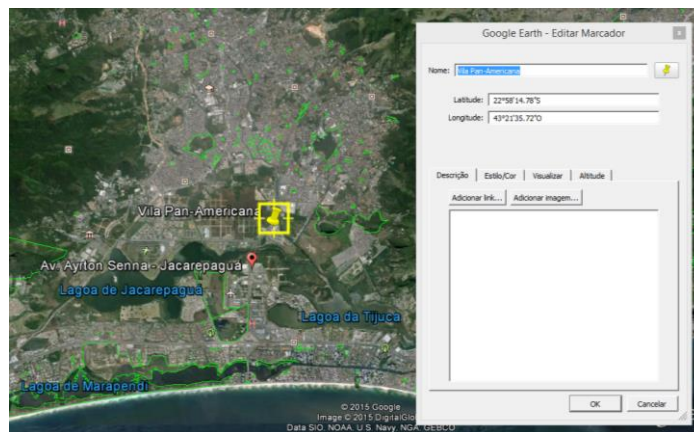 Google Earth - Editar Marcador
Nome: Vila Pan-Americana
Latitude: 22°58'14.78"S
Longitude: 43°21'35.72"O
Descrição Estilo/Cor Visualizar Altitude
Adicionar link... Adicionar imagem...
OK Cancelar
Vila Pan-Americana
Av. Ayrton Senna - Jacarepaguá
Lagoa de Jacarepaguá
Lagoa da Tijuca
Lagoa de Marapendi
© 2015 Google
Image © 2015 DigitalGlo
Data SIO, NOAA, U.S. Navy, NGA, GEBCO